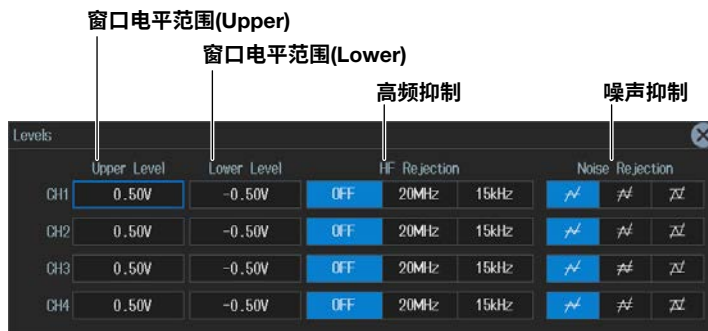 窗口电平范围(Upper)
窗口电平范围(Lower)
高频抑制 噪声抑制
Levels
Upper Level Lower Level HF Rejection Noise Rejection
CH1 0.50V -0.50V OFF 20MHz 15kHz
CH2 0.50V -0.50V OFF 20MHz 15kHz
CH3 0.50V -0.50V OFF 20MHz 15kHz
CH4 0.50V -0.50V OFF 20MHz 15kHz